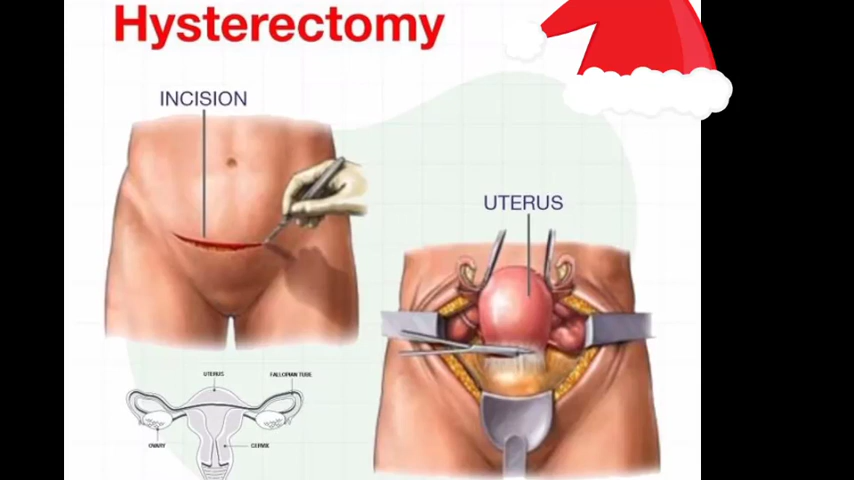 Hysterectomy
INCISION
UTERUS
UTERUS
FALLOPIAN TUBE
OVARY
CERVIX